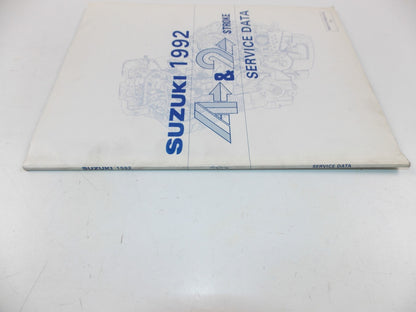 SUZUKI 1992
4 & 2 STROKE
SERVICE DATA
SUZUKI 1992
SERVICE DATA